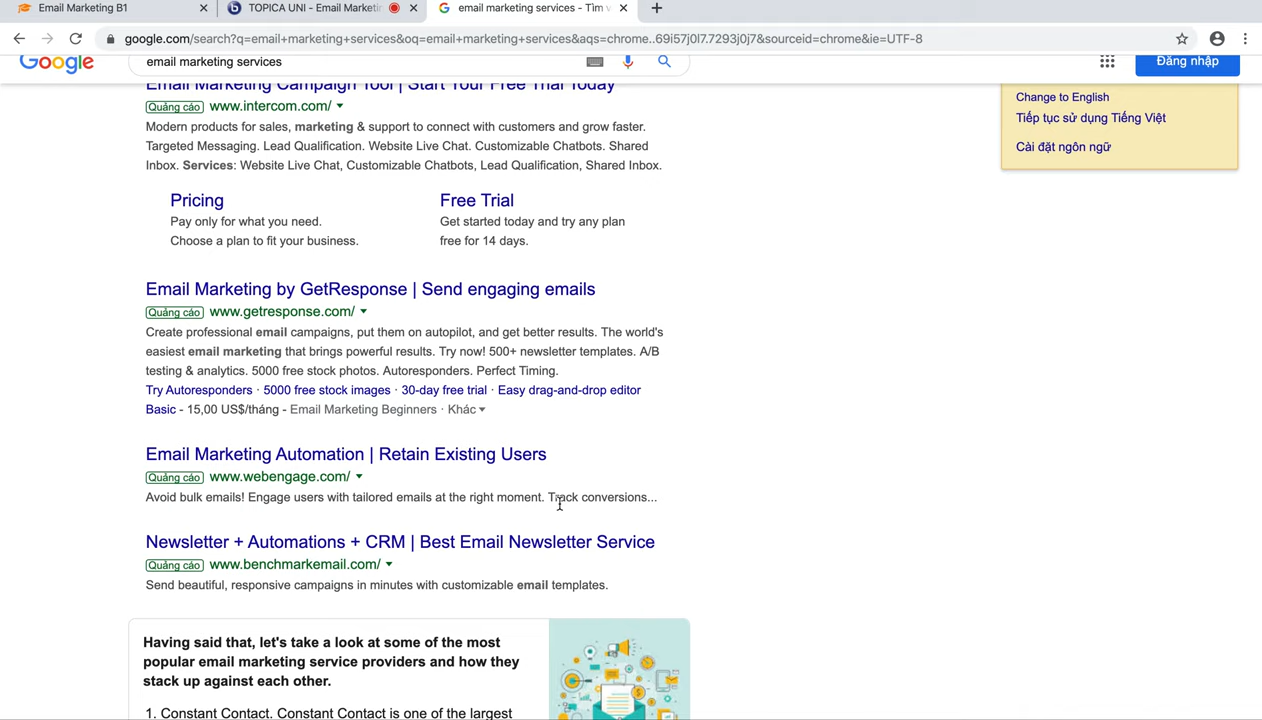 Email Marketing B1
TOPICA UNI - Email Marketin
email marketing services - Tìm v
google.com/search?q=email+marketing+services&oq=email+marketing+services&aqs=chrome..69i57j0l7.7293j0j7&sourceid=chrome&ie=UTF-8
Google
email marketing services
Đăng nhập
Email Marketing Campaign Tool | Start Your Free Trial Today
Quảng cáo www.intercom.com/
Modern products for sales, marketing & support to connect with customers and grow faster.
Targeted Messaging. Lead Qualification. Website Live Chat. Customizable Chatbots. Shared
Inbox. Services: Website Live Chat, Customizable Chatbots, Lead Qualification, Shared Inbox.
Pricing
Pay only for what you need.
Choose a plan to fit your business.
Free Trial
Get started today and try any plan
free for 14 days.
Email Marketing by GetResponse | Send engaging emails
Quảng cáo www.getresponse.com/
Create professional email campaigns, put them on autopilot, and get better results. The world's
easiest email marketing that brings powerful results. Try now! 500+ newsletter templates. A/B
testing & analytics. 5000 free stock photos. Autoresponders. Perfect Timing.
Try Autoresponders · 5000 free stock images · 30-day free trial · Easy drag-and-drop editor
Basic - 15,00 US$/tháng - Email Marketing Beginners · Khác
Email Marketing Automation | Retain Existing Users
Quảng cáo www.webengage.com/
Avoid bulk emails! Engage users with tailored emails at the right moment. Track conversions...
Newsletter + Automations + CRM | Best Email Newsletter Service
Quảng cáo www.benchmarkemail.com/
Send beautiful, responsive campaigns in minutes with customizable email templates.
Having said that, let's take a look at some of the most
popular email marketing service providers and how they
stack up against each other.
1. Constant Contact. Constant Contact is one of the largest
Change to English
Tiếp tục sử dụng Tiếng Việt
Cài đặt ngôn ngữ